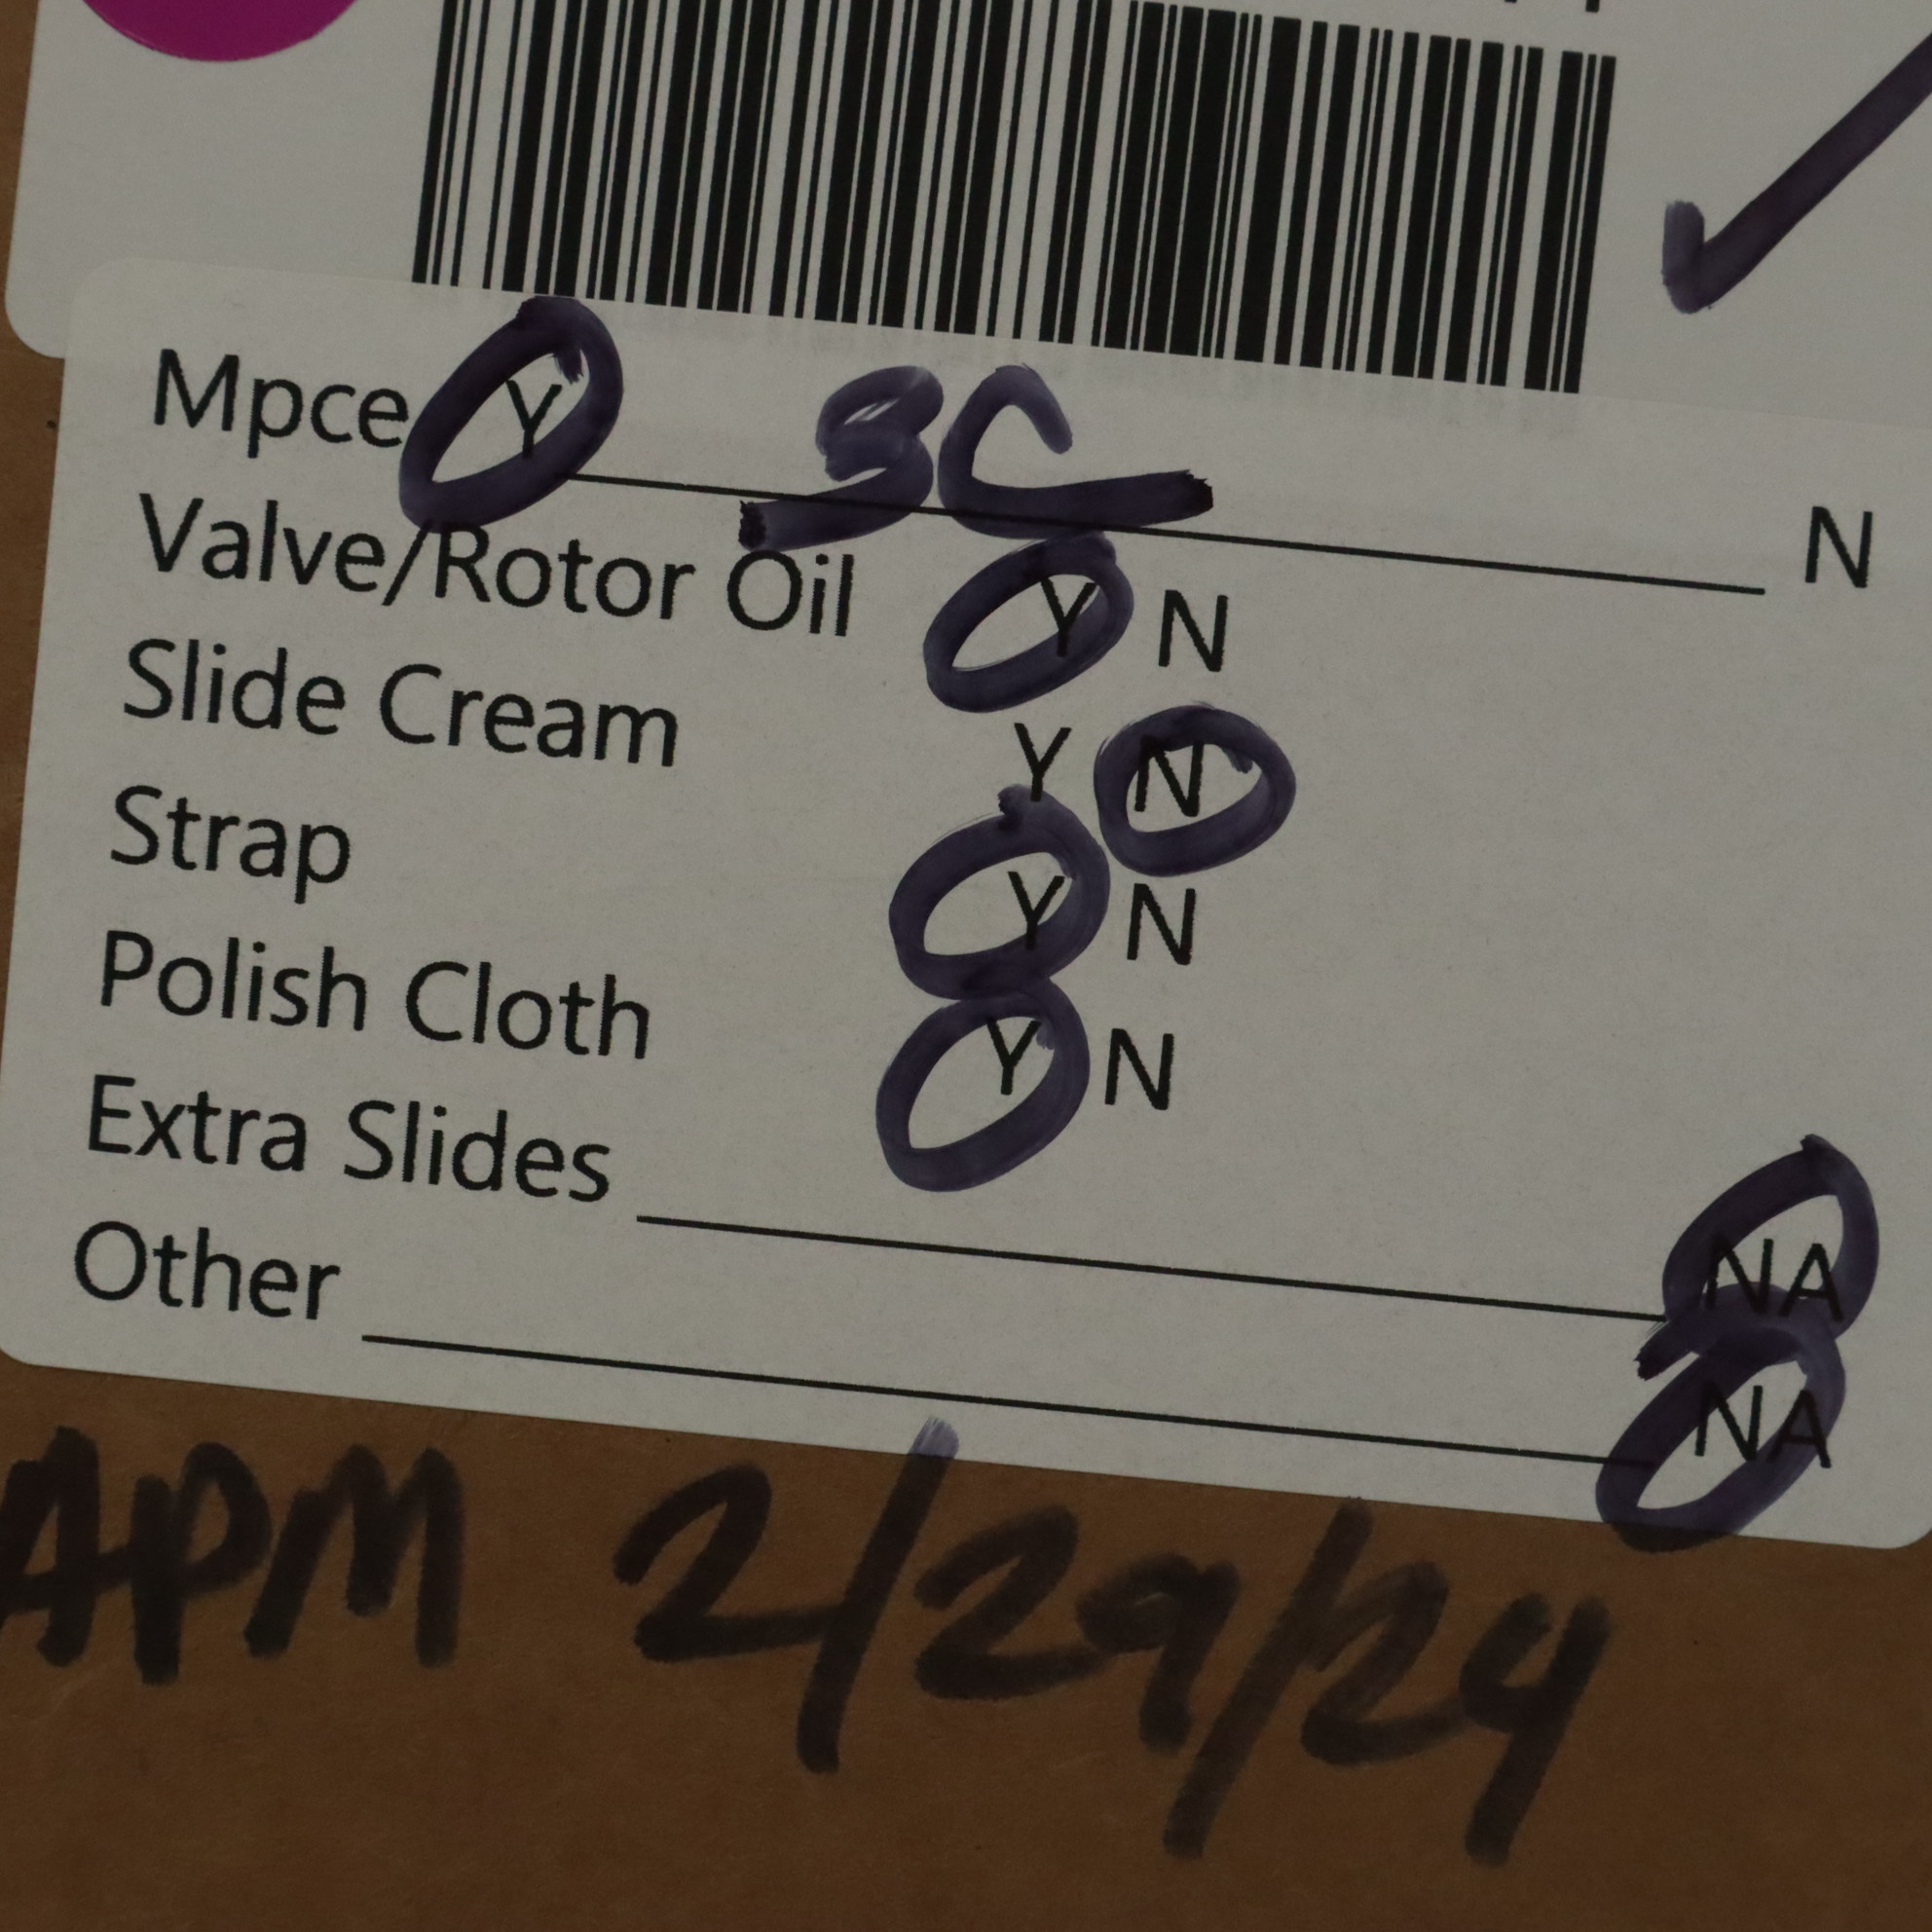 Mpce Y 3C N
Valve/Rotor Oil Y N
Slide Cream Y N
Strap Y N
Polish Cloth Y N
Extra Slides NA
Other NA
APM 2/29/24